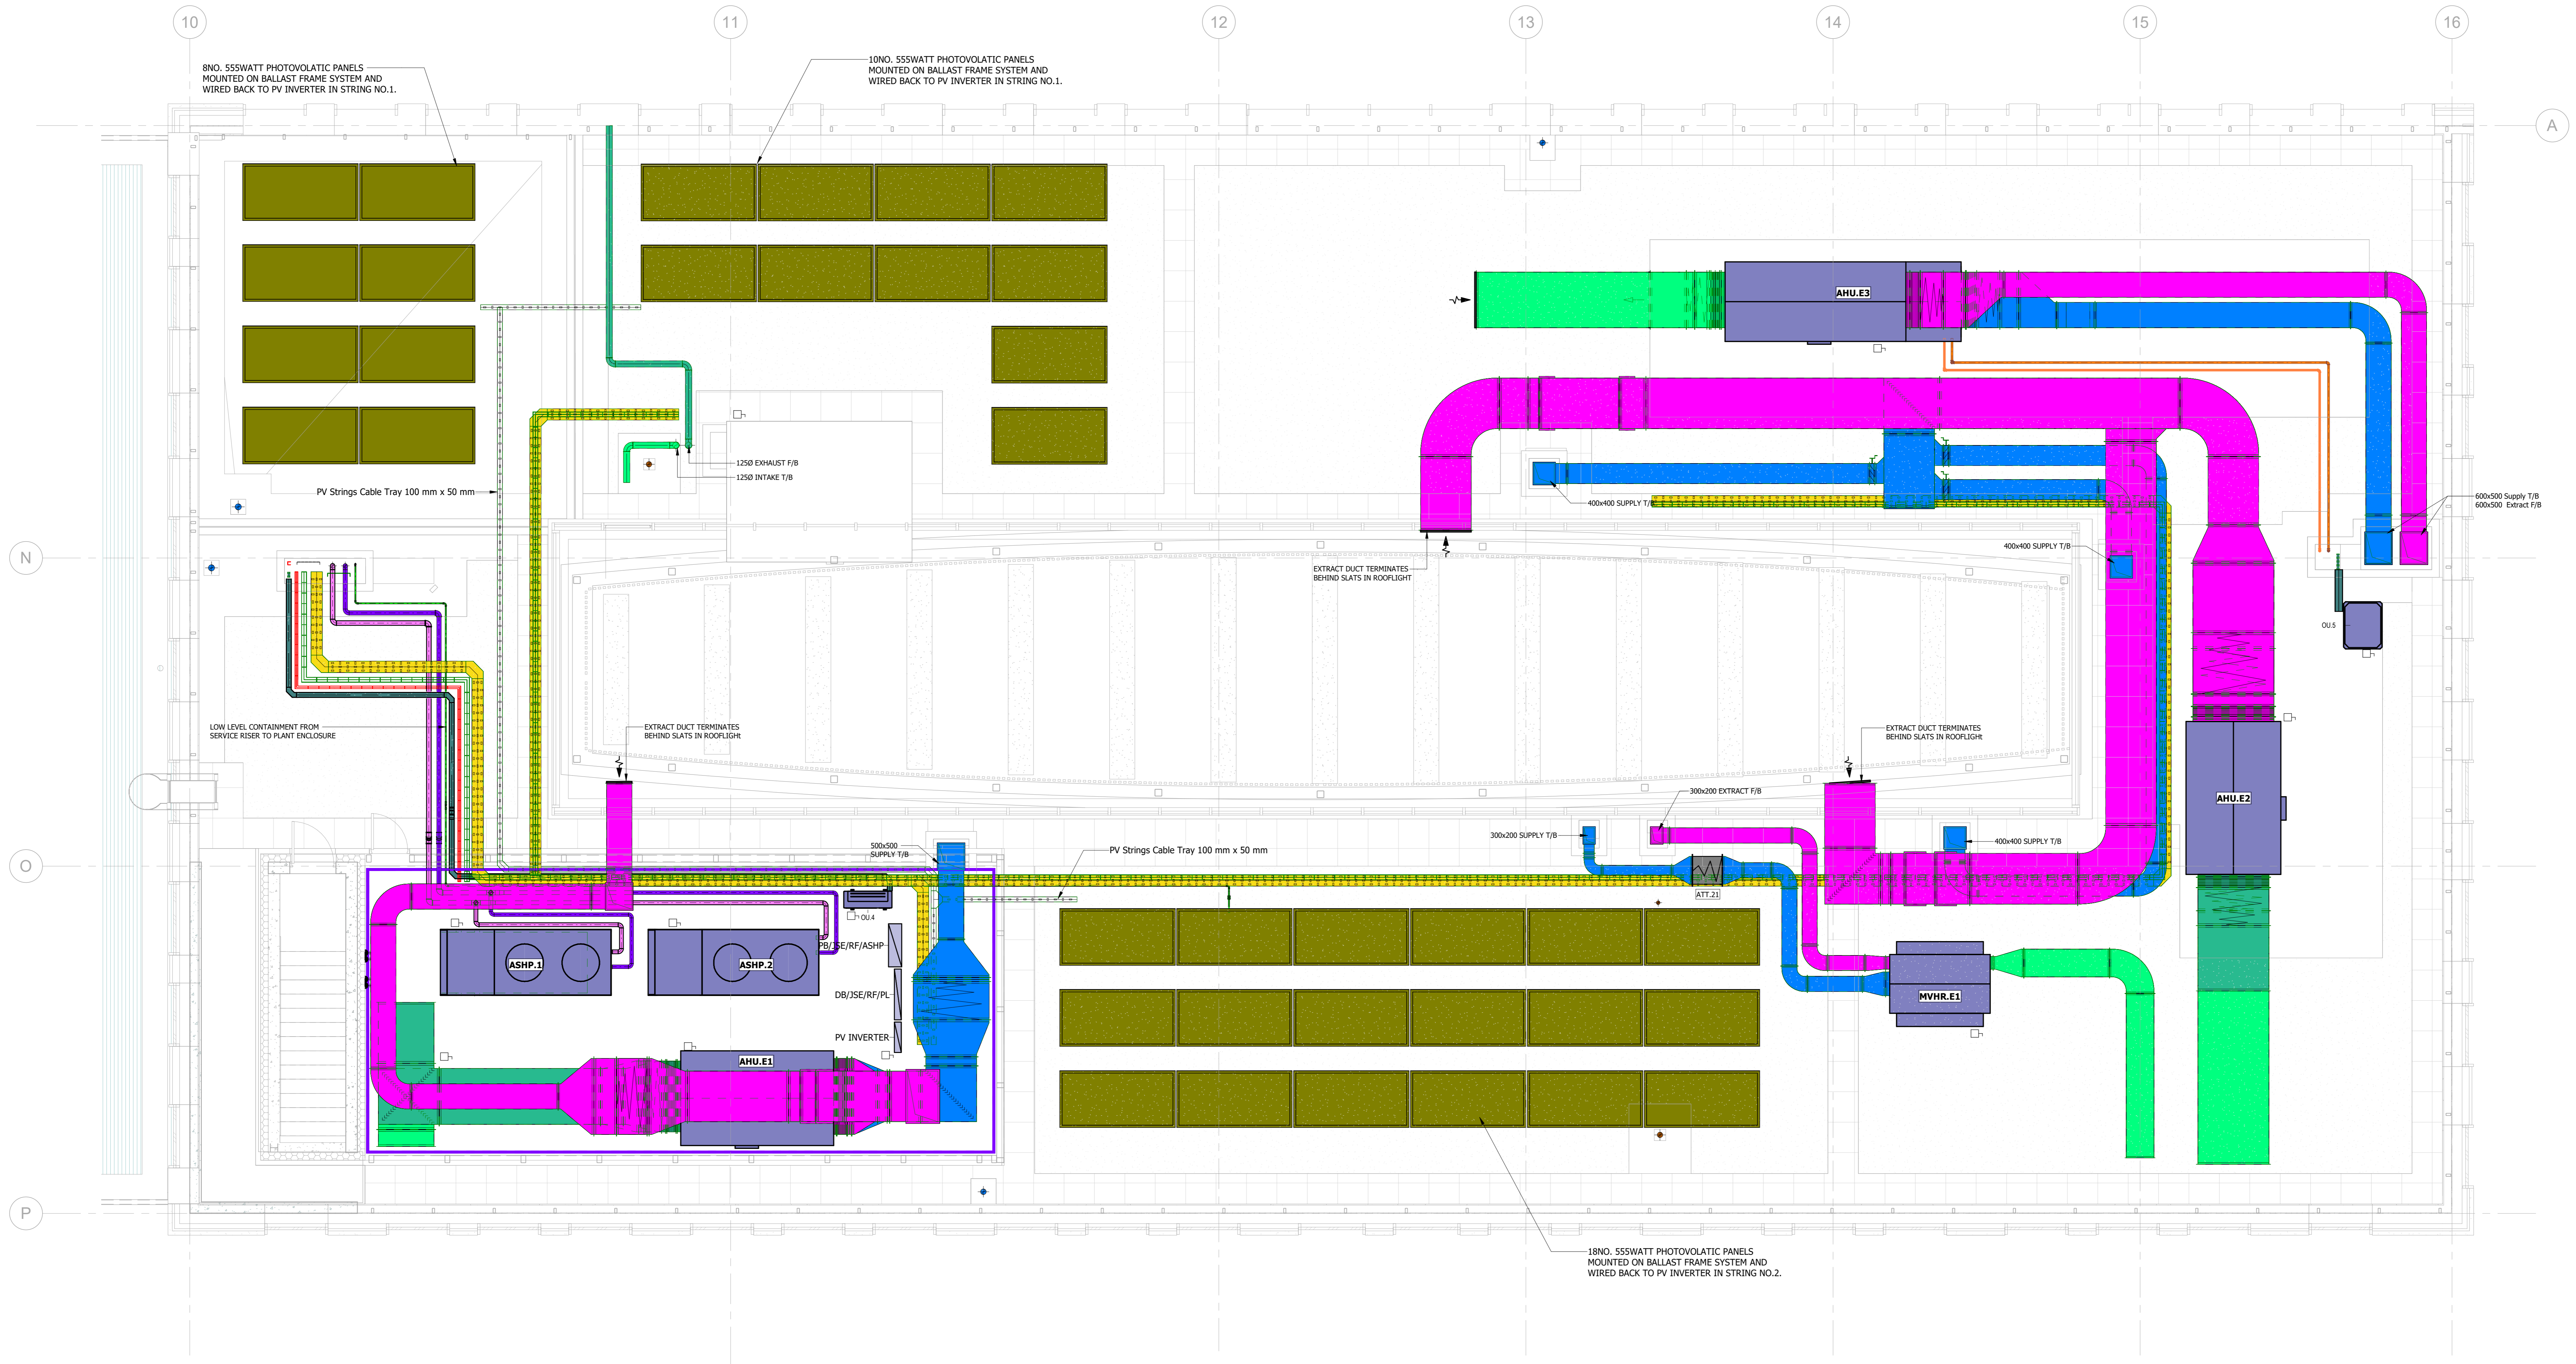 10
11
12
13
14
15
16
8NO. 555WATT PHOTOVOLATIC PANELS
MOUNTED ON BALLAST FRAME SYSTEM AND
WIRED BACK TO PV INVERTER IN STRING NO.1.
10NO. 555WATT PHOTOVOLATIC PANELS
MOUNTED ON BALLAST FRAME SYSTEM AND
WIRED BACK TO PV INVERTER IN STRING NO.1.
A
AHU.E3
125Ø EXHAUST F/B
125Ø INTAKE T/B
PV Strings Cable Tray 100 mm x 50 mm
400x400 SUPPLY T/B
600x500 Supply T/B
600x500 Extract F/B
N
400x400 SUPPLY T/B
EXTRACT DUCT TERMINATES
BEHIND SLATS IN ROOFLIGHT
OU.5
LOW LEVEL CONTAINMENT FROM
SERVICE RISER TO PLANT ENCLOSURE
EXTRACT DUCT TERMINATES
BEHIND SLATS IN ROOFLIGHt
EXTRACT DUCT TERMINATES
BEHIND SLATS IN ROOFLIGHt
300x200 EXTRACT F/B
AHU.E2
300x200 SUPPLY T/B
400x400 SUPPLY T/B
500x500
SUPPLY T/B
PV Strings Cable Tray 100 mm x 50 mm
O
ATT.21
OU.4
PB/JSE/RF/ASHP
ASHP.1
ASHP.2
DB/JSE/RF/PL
MVHR.E1
PV INVERTER
AHU.E1
P
18NO. 555WATT PHOTOVOLATIC PANELS
MOUNTED ON BALLAST FRAME SYSTEM AND
WIRED BACK TO PV INVERTER IN STRING NO.2.